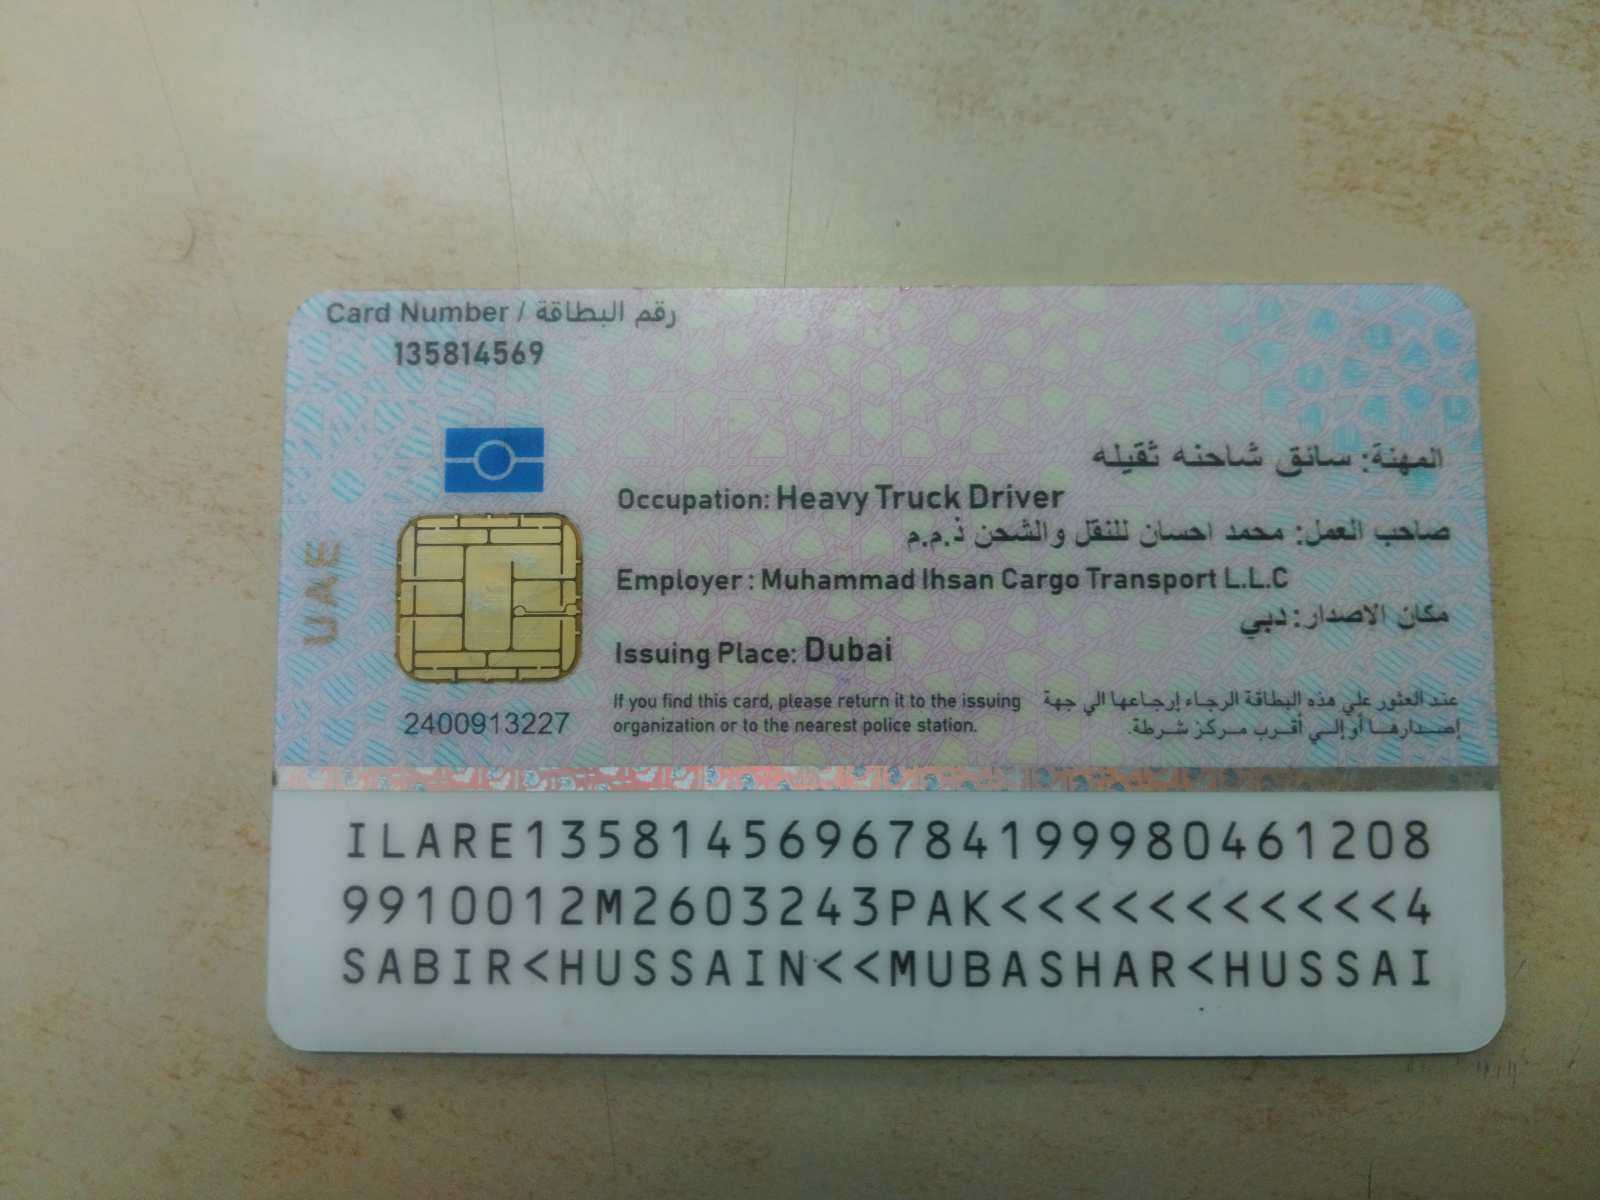 Card Number / رقم البطاقة
135814569
المهنة: سائق شاحنه ثقيله
Occupation: Heavy Truck Driver
صاحب العمل: محمد احسان للنقل والشحن ذ.م.م
Employer : Muhammad Ihsan Cargo Transport L.L.C
مكان الاصدار: دبي
Issuing Place: Dubai
UAE
2400913227
If you find this card, please return it to the issuing
organization or to the nearest police station.
عند العثور علي هذه البطاقة الرجاء إرجاعها الي جهة
إصدارها أو إلي أقرب مركز شرطة.
ILARE1358145696784199980461208
9910012M2603243PAK<<<<<<<<<<<4
SABIR<HUSSAIN<<MUBASHAR<HUSSAI